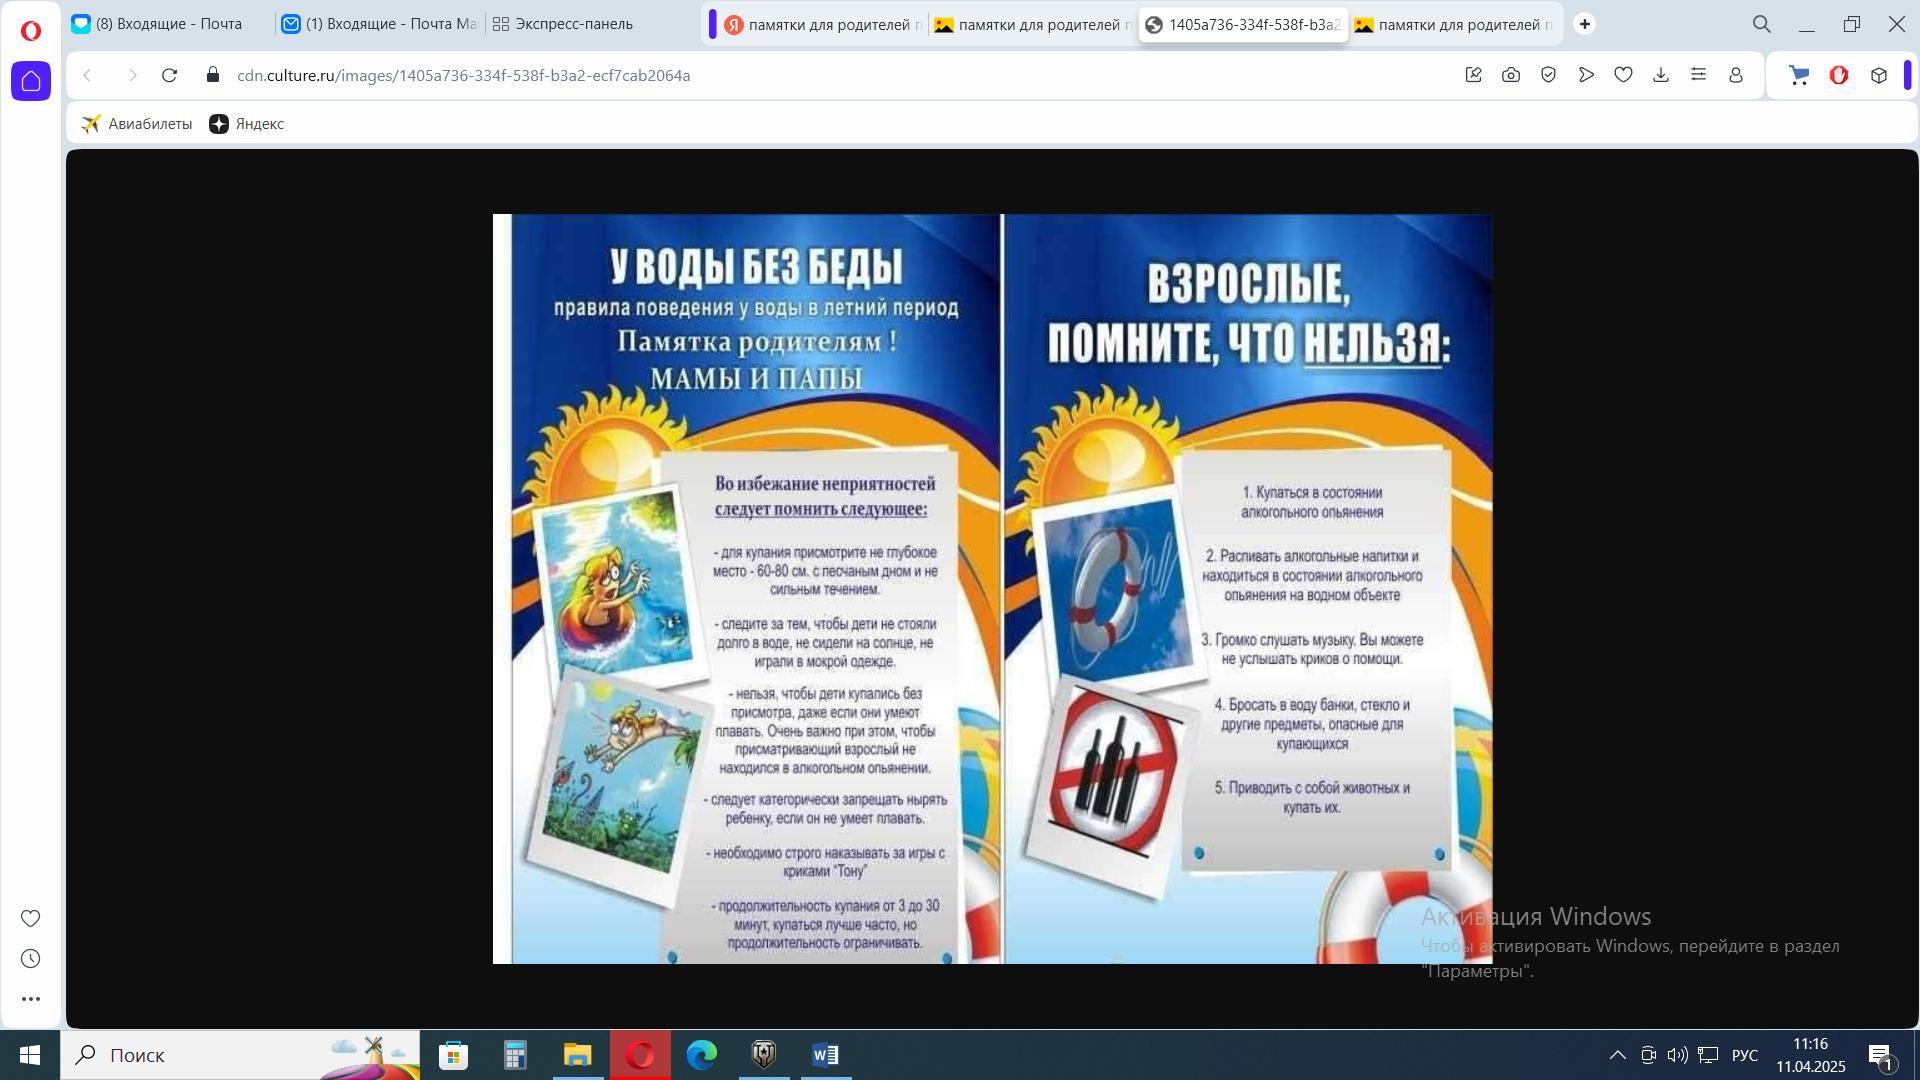 (8) Входящие - Почта
(1) Входящие - Почта Ма
Экспресс-панель
памятки для родителей п
памятки для родителей п
1405a736-334f-538f-b3a2
памятки для родителей п
cdn.culture.ru/images/1405a736-334f-538f-b3a2-ecf7cab2064a
Авиабилеты
Яндекс
У ВОДЫ БЕЗ БЕДЫ
правила поведения у воды в летний период
Памятка родителям !
МАМЫ И ПАПЫ
Во избежание неприятностей
следует помнить следующее:
- для купания присмотрите не глубокое
место - 60-80 см. с песчаным дном и не
сильным течением.
- следите за тем, чтобы дети не стояли
долго в воде, не сидели на солнце, не
играли в мокрой одежде.
- нельзя, чтобы дети купались без
присмотра, даже если они умеют
плавать. Очень важно при этом, чтобы
присматривающий взрослый не
находился в алкогольном опьянении.
- следует категорически запрещать нырять
ребенку, если он не умеет плавать.
- необходимо строго наказывать за игры с
криками "Тону"
- продолжительность купания от 3 до 30
минут, купаться лучше часто, но
продолжительность ограничивать.
ВЗРОСЛЫЕ,
ПОМНИТЕ, ЧТО НЕЛЬЗЯ:
1. Купаться в состоянии
алкогольного опьянения
2. Распивать алкогольные напитки и
находиться в состоянии алкогольного
опьянения на водном объекте
3. Громко слушать музыку. Вы можете
не услышать криков о помощи.
4. Бросать в воду банки, стекло и
другие предметы, опасные для
купающихся
5. Приводить с собой животных и
купать их.
Активация Windows
Чтобы активировать Windows, перейдите в раздел
"Параметры".
Поиск
РУС
11:16
11.04.2025
1